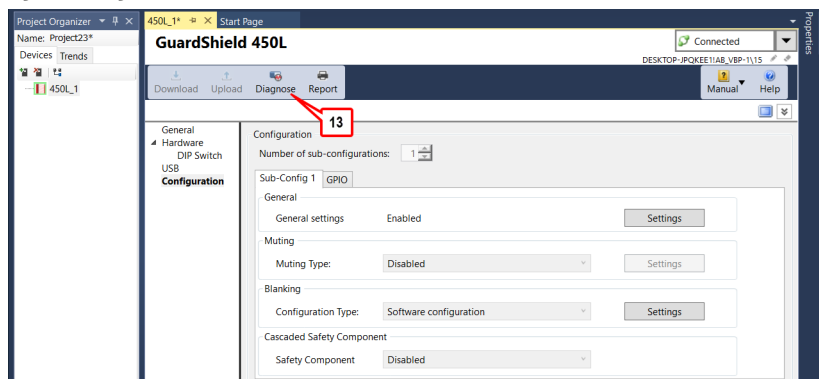 Project Organizer
Name: Project23*
Devices Trends
450L_1
450L_1* Start Page
GuardShield 450L
Connected
DESKTOP-JPQKEE1!AB_VBP-1\15
Download Upload Diagnose Report
Manual Help
13
General
Hardware
DIP Switch
USB
Configuration
Configuration
Number of sub-configurations: 1
Sub-Config 1 GPIO
General
General settings Enabled Settings
Muting
Muting Type: Disabled Settings
Blanking
Configuration Type: Software configuration Settings
Cascaded Safety Component
Safety Component Disabled
Properties